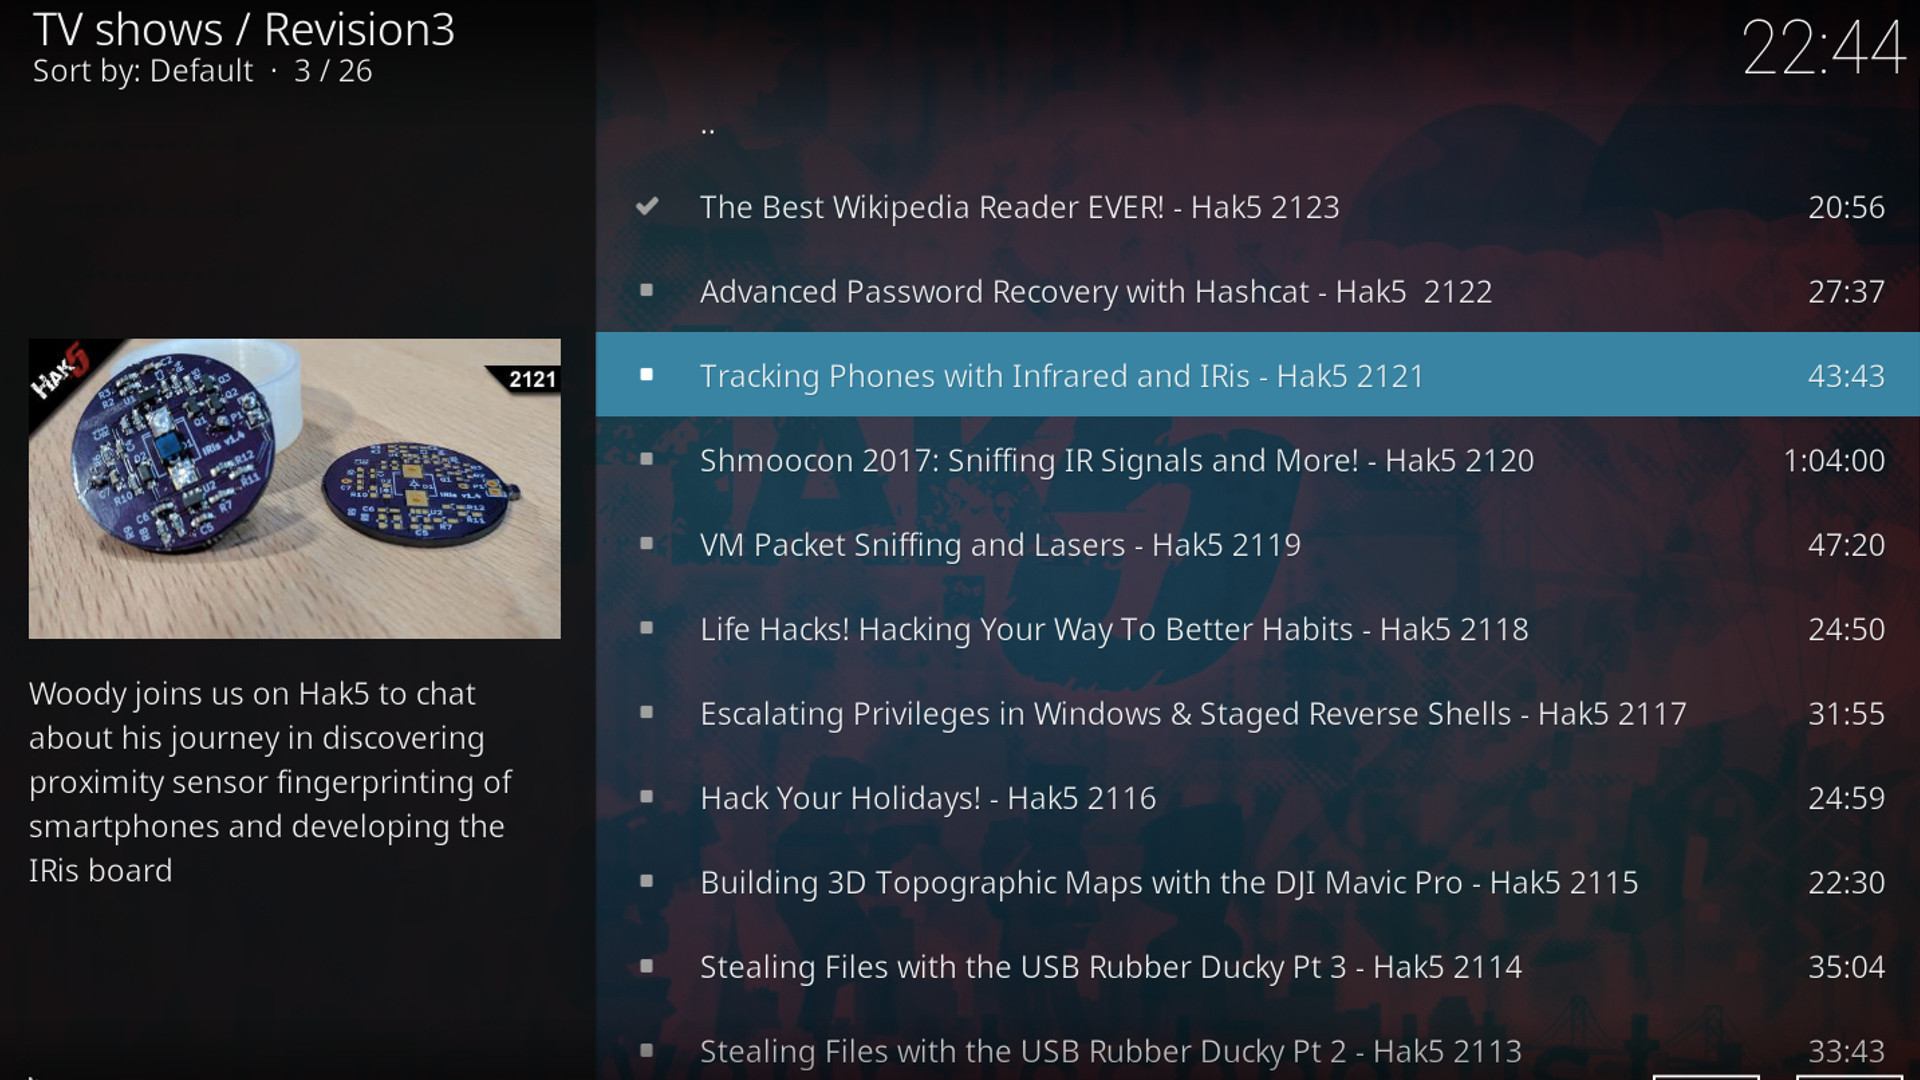 TV shows / Revision3
Sort by: Default · 3 / 26
22:44
..
The Best Wikipedia Reader EVER! - Hak5 2123 20:56
Advanced Password Recovery with Hashcat - Hak5  2122 27:37
Tracking Phones with Infrared and IRis - Hak5 2121 43:43
Shmoocon 2017: Sniffing IR Signals and More! - Hak5 2120 1:04:00
VM Packet Sniffing and Lasers - Hak5 2119 47:20
Life Hacks! Hacking Your Way To Better Habits - Hak5 2118 24:50
Escalating Privileges in Windows & Staged Reverse Shells - Hak5 2117 31:55
Hack Your Holidays! - Hak5 2116 24:59
Building 3D Topographic Maps with the DJI Mavic Pro - Hak5 2115 22:30
Stealing Files with the USB Rubber Ducky Pt 3 - Hak5 2114 35:04
Stealing Files with the USB Rubber Ducky Pt 2 - Hak5 2113 33:43
HAK5
2121
IRis v1.4
IRis v1.4
Woody joins us on Hak5 to chat
about his journey in discovering
proximity sensor fingerprinting of
smartphones and developing the
IRis board
HAK5